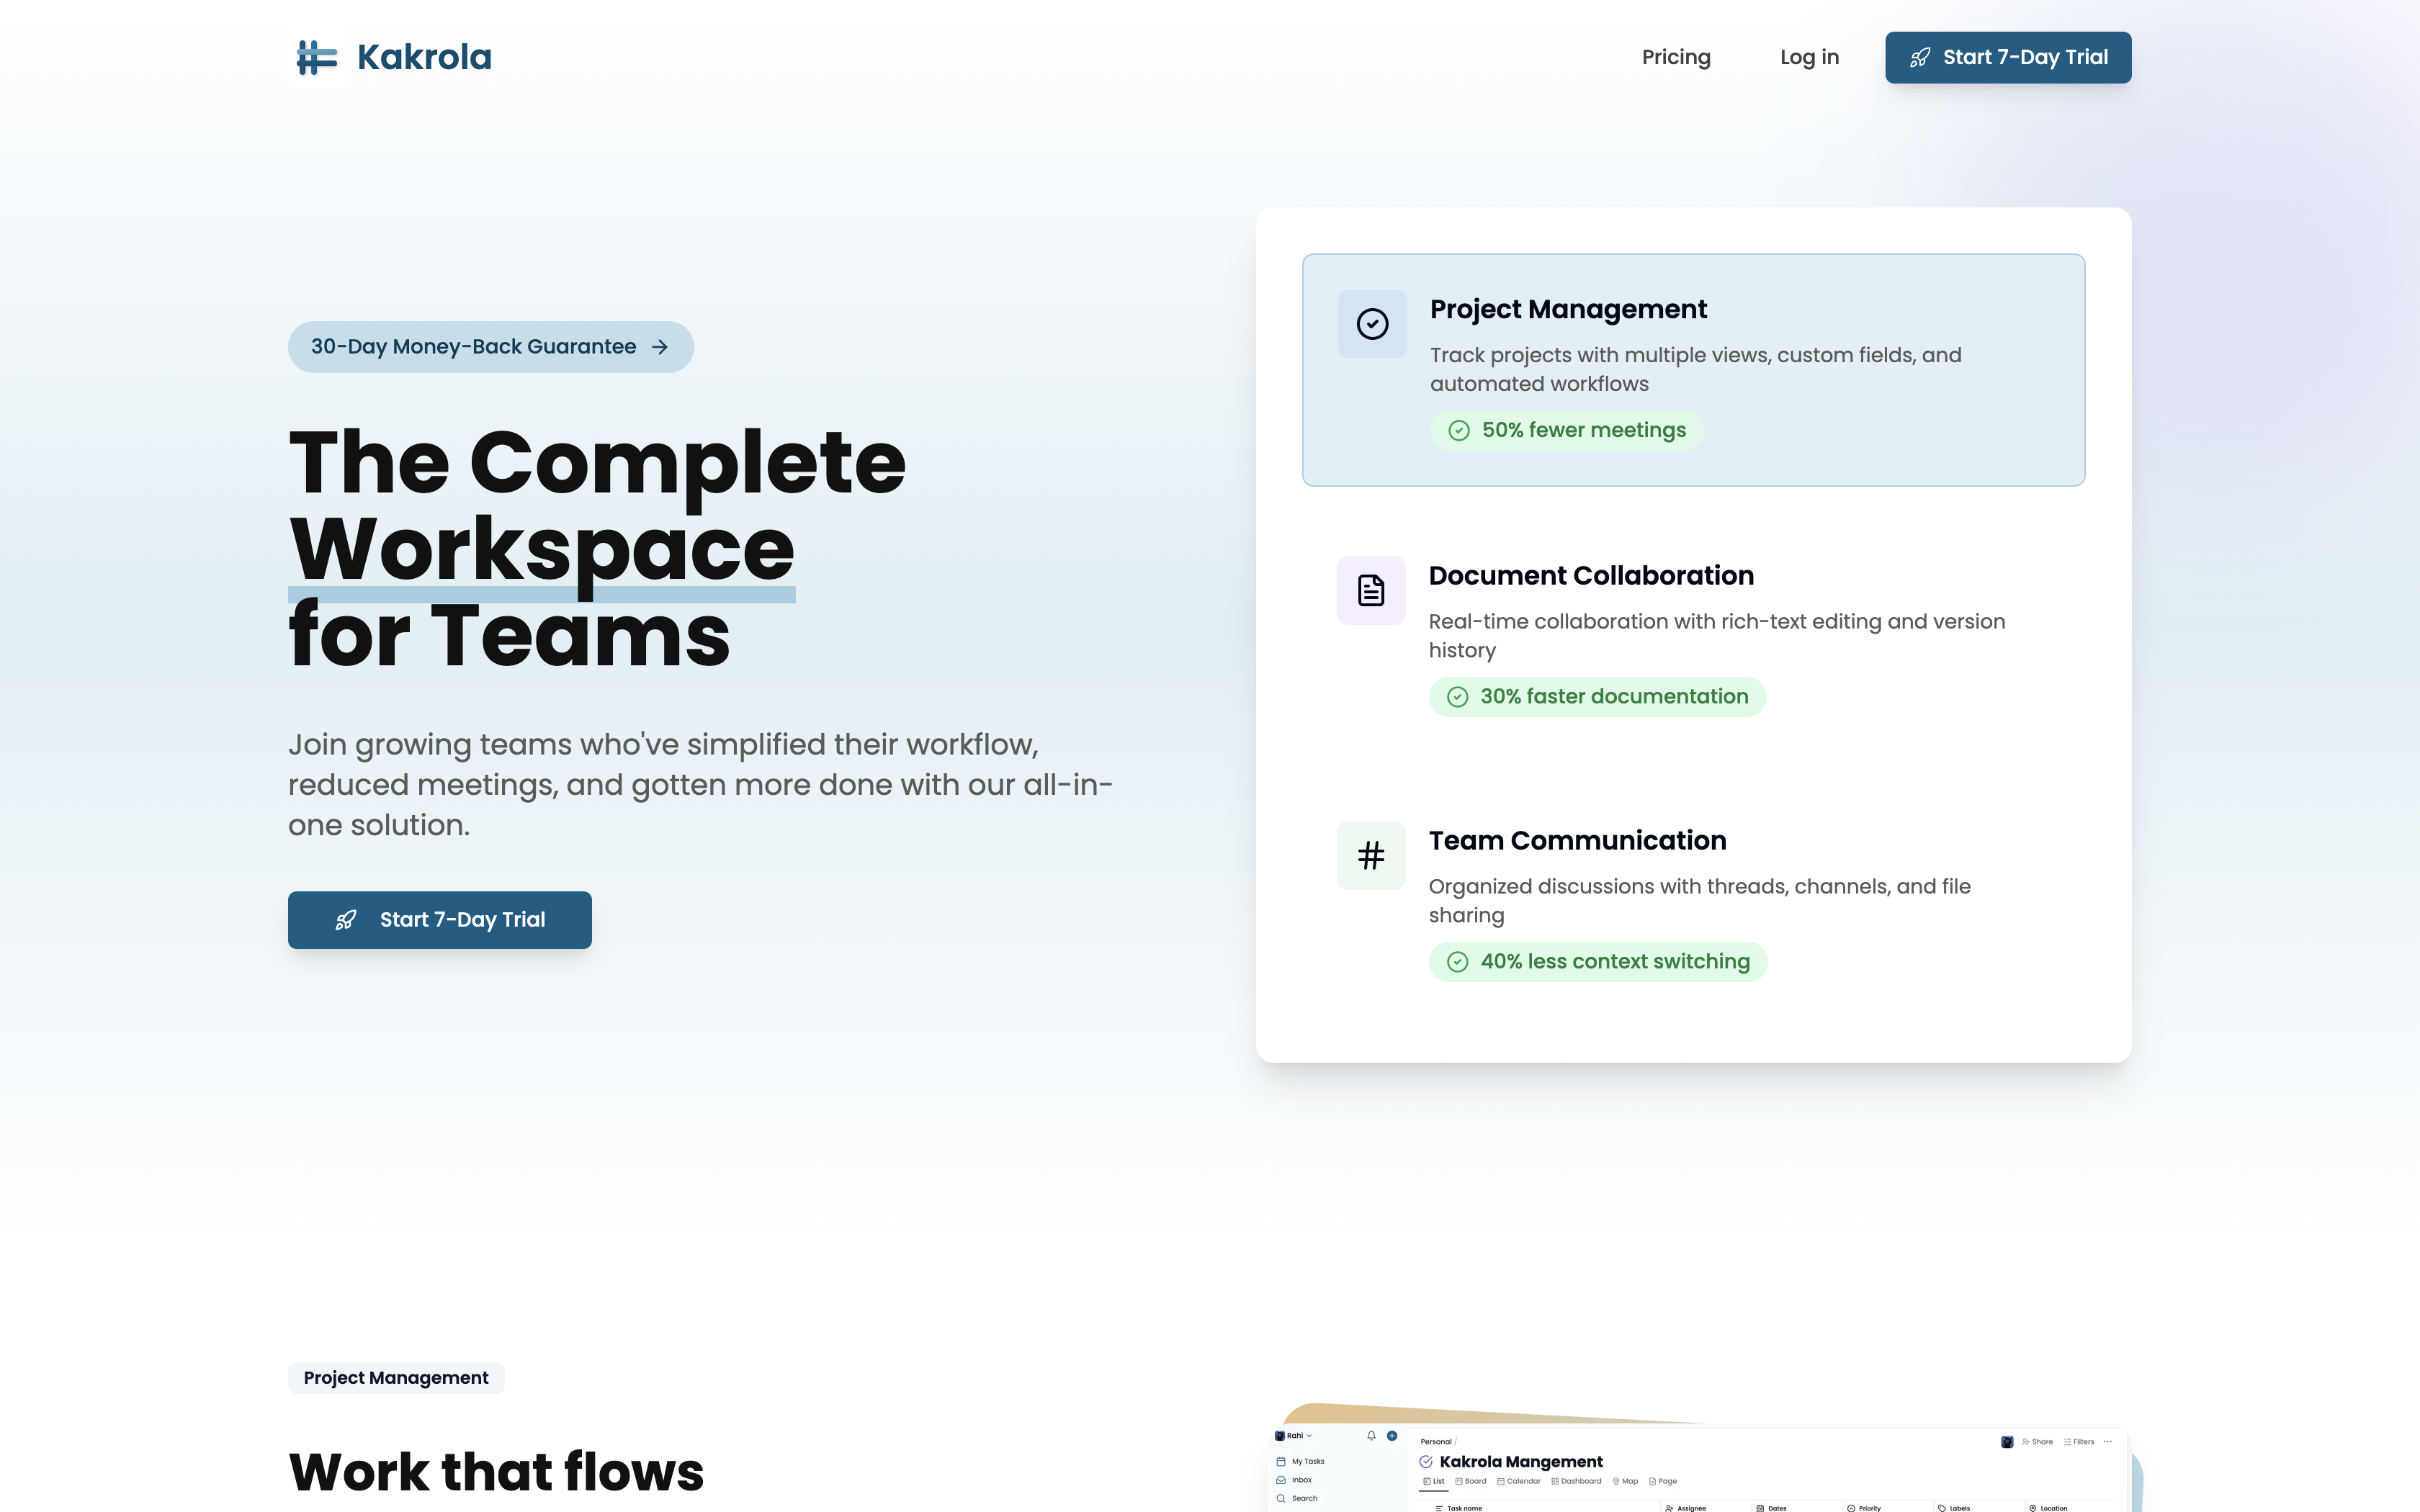 Kakrola
Pricing
Log in
Start 7-Day Trial
30-Day Money-Back Guarantee
The Complete
Workspace
for Teams
Join growing teams who've simplified their workflow,
reduced meetings, and gotten more done with our all-in-
one solution.
Start 7-Day Trial
Project Management
Track projects with multiple views, custom fields, and
automated workflows
50% fewer meetings
Document Collaboration
Real-time collaboration with rich-text editing and version
history
30% faster documentation
Team Communication
Organized discussions with threads, channels, and file
sharing
40% less context switching
Project Management
Work that flows
Rahi
My Tasks
Inbox
Search
Personal /
Share
Filters
Kakrola Mangement
List
Board
Calendar
Dashboard
Map
Page
Task name
Assignee
Dates
Priority
Labels
Location